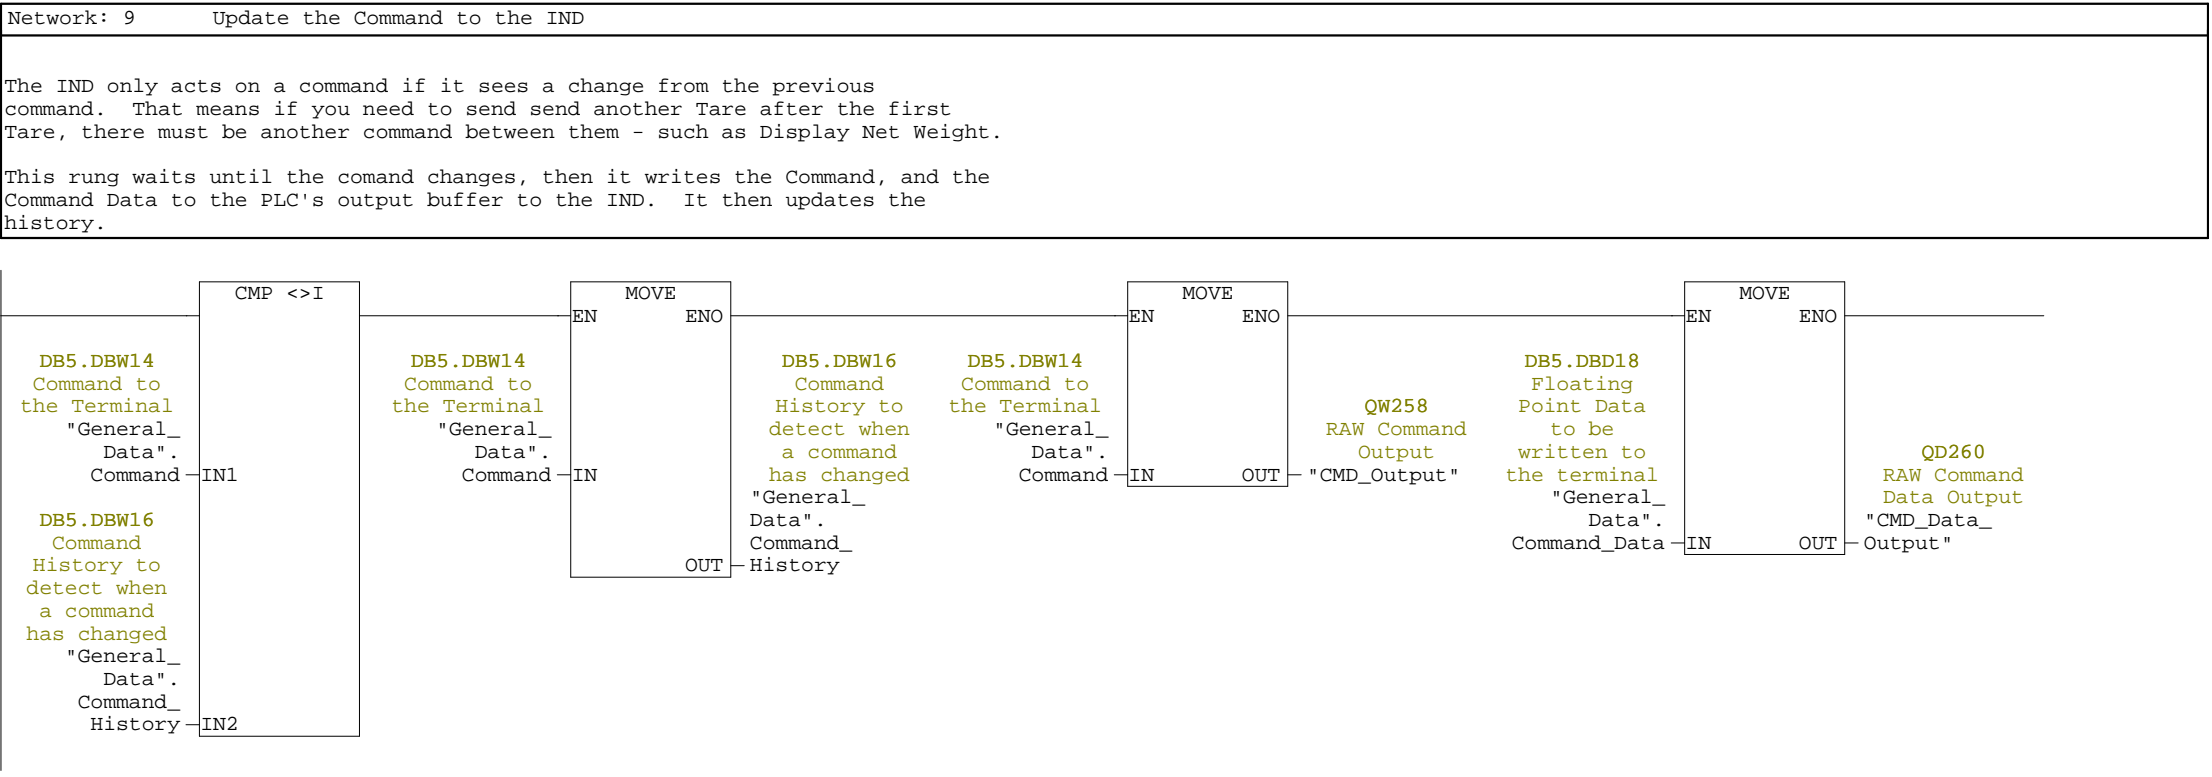 Network: 9 Update the Command to the IND
The IND only acts on a command if it sees a change from the previous
command. That means if you need to send send another Tare after the first
Tare, there must be another command between them - such as Display Net Weight.
This rung waits until the comand changes, then it writes the Command, and the
Command Data to the PLC's output buffer to the IND. It then updates the
history.
CMP <>I
DB5.DBW14
Command to
the Terminal
"General_
Data".
Command
IN1
DB5.DBW16
Command
History to
detect when
a command
has changed
"General_
Data".
Command_
History
IN2
MOVE
EN ENO
DB5.DBW14
Command to
the Terminal
"General_
Data".
Command
IN
OUT
DB5.DBW16
Command
History to
detect when
a command
has changed
"General_
Data".
Command_
History
MOVE
EN ENO
DB5.DBW14
Command to
the Terminal
"General_
Data".
Command
IN OUT
QW258
RAW Command
Output
"CMD_Output"
MOVE
EN ENO
DB5.DBD18
Floating
Point Data
to be
written to
the terminal
"General_
Data".
Command_Data
IN OUT
QD260
RAW Command
Data Output
"CMD_Data_
Output"